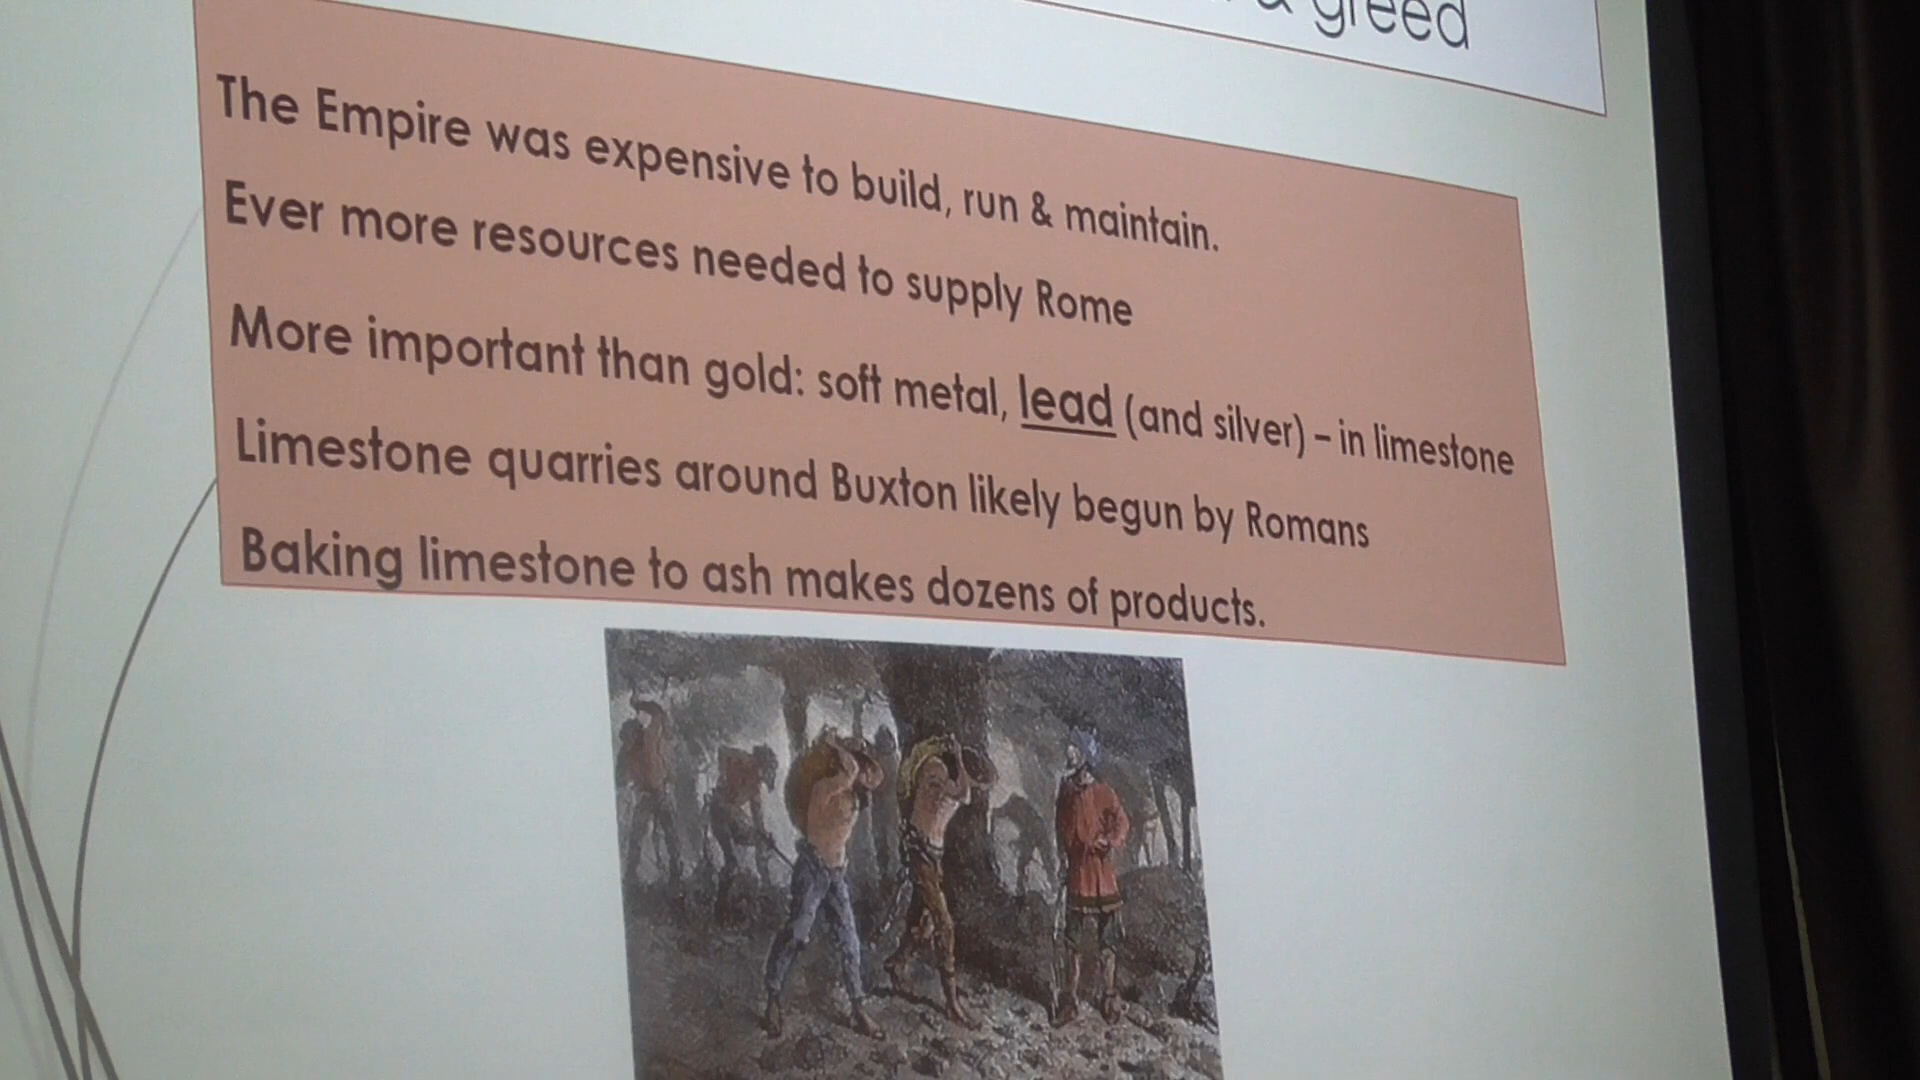 greed
The Empire was expensive to build, run & maintain.
Ever more resources needed to supply Rome
More important than gold: soft metal, lead (and silver) – in limestone
Limestone quarries around Buxton likely begun by Romans
Baking limestone to ash makes dozens of products.